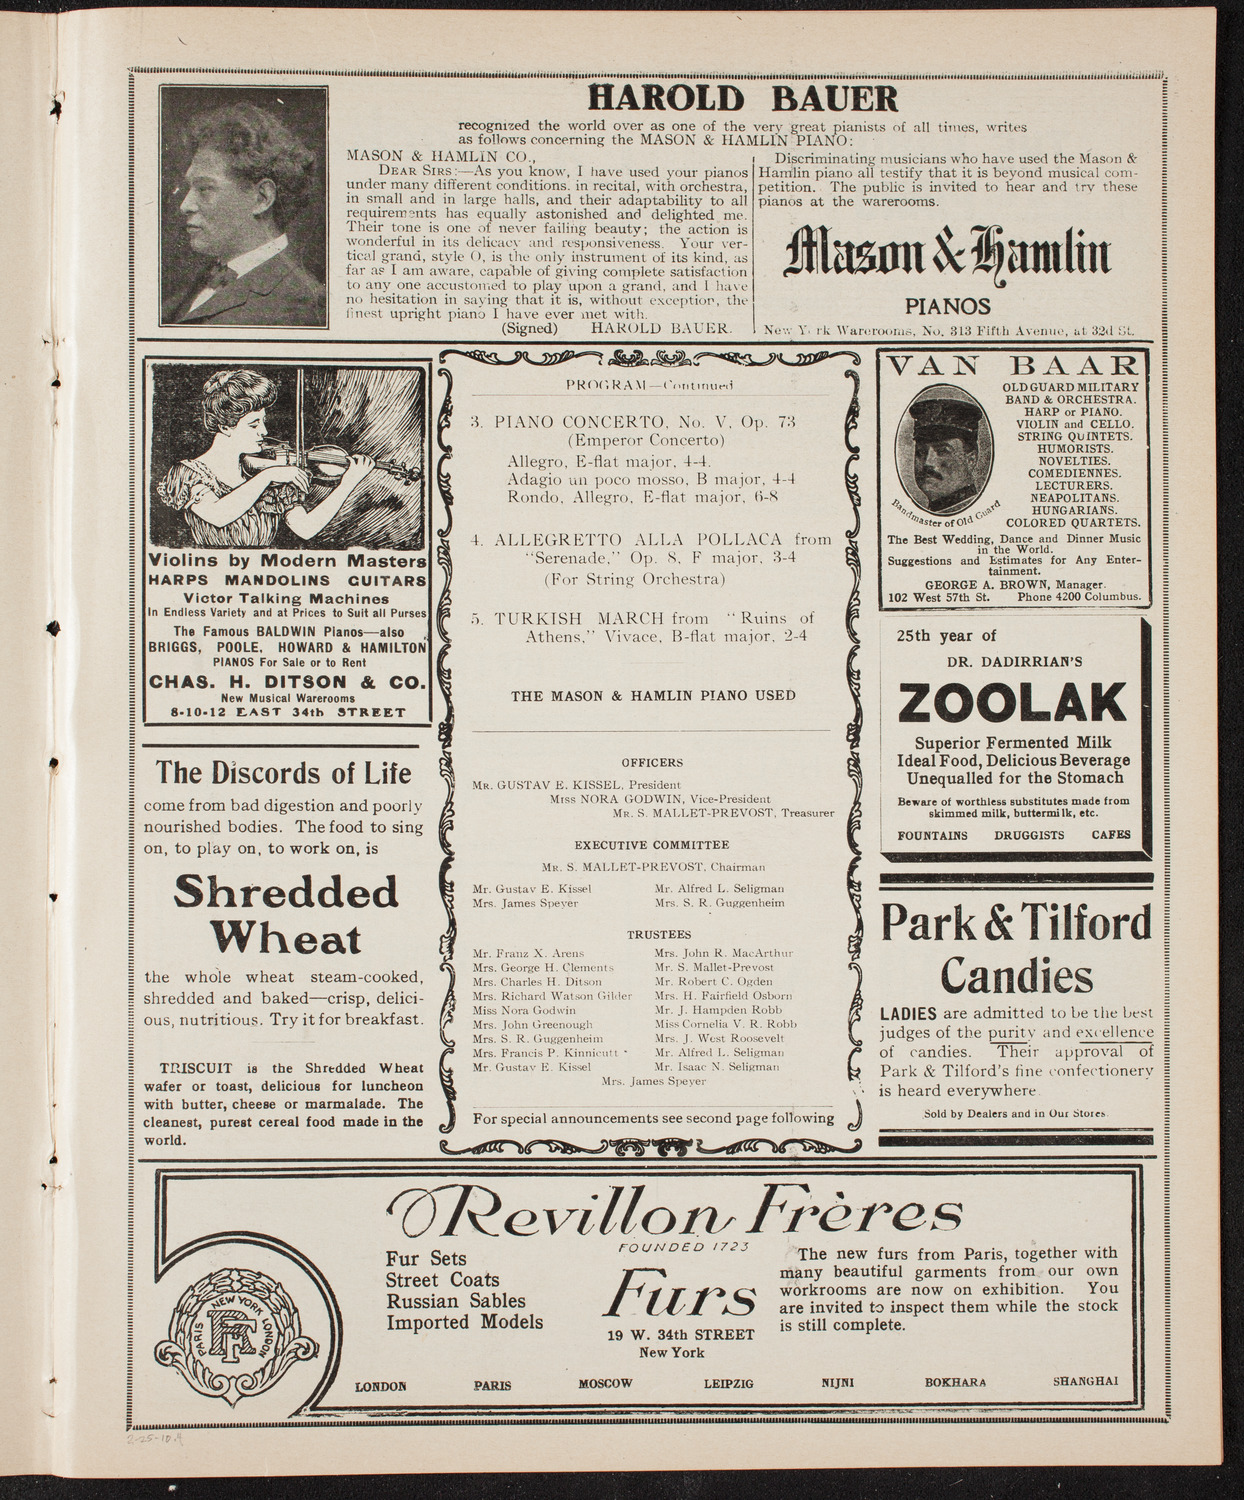 HAROLD BAUER
recognized the world over as one of the very great pianists of all times, writes
as follows concerning the MASON & HAMLIN PIANO:
MASON & HAMLIN CO.,
DEAR SIRS:—As you know, I have used your pianos
under many different conditions. in recital, with orchestra,
in small and in large halls, and their adaptability to all
requirements has equally astonished and delighted me.
Their tone is one of never failing beauty; the action is
wonderful in its delicacy and responsiveness. Your ver-
tical grand, style O, is the only instrument of its kind, as
far as I am aware, capable of giving complete satisfaction
to any one accustomed to play upon a grand, and I have
no hesitation in saying that it is, without exception, the
finest upright piano I have ever met with.
(Signed) HAROLD BAUER.
Discriminating musicians who have used the Mason &
Hamlin piano all testify that it is beyond musical com-
petition. The public is invited to hear and try these
pianos at the warerooms.
Mason & Hamlin
PIANOS
New York Warerooms, No. 313 Fifth Avenue, at 32d St.
Violins by Modern Masters
HARPS MANDOLINS GUITARS
Victor Talking Machines
In Endless Variety and at Prices to Suit all Purses
The Famous BALDWIN Pianos—also
BRIGGS, POOLE, HOWARD & HAMILTON
PIANOS For Sale or to Rent
CHAS. H. DITSON & CO.
New Musical Warerooms
8-10-12 EAST 34th STREET
The Discords of Life
come from bad digestion and poorly
nourished bodies. The food to sing
on, to play on, to work on, is
Shredded
Wheat
the whole wheat steam-cooked,
shredded and baked—crisp, delici-
ous, nutritious. Try it for breakfast.
TRISCUIT is the Shredded Wheat
wafer or toast, delicious for luncheon
with butter, cheese or marmalade. The
cleanest, purest cereal food made in the
world.
PROGRAM—Continued
3. PIANO CONCERTO, No. V, Op. 73
(Emperor Concerto)
Allegro, E-flat major, 4-4.
Adagio un poco mosso, B major, 4-4
Rondo, Allegro, E-flat major, 6-8
4. ALLEGRETTO ALLA POLLACA from
"Serenade," Op. 8, F major, 3-4
(For String Orchestra)
5. TURKISH MARCH from "Ruins of
Athens," Vivace, B-flat major, 2-4
THE MASON & HAMLIN PIANO USED
OFFICERS
MR. GUSTAV E. KISSEL, President
MISS NORA GODWIN, Vice-President
MR. S. MALLET-PREVOST, Treasurer
EXECUTIVE COMMITTEE
MR. S. MALLET-PREVOST, Chairman
Mr. Gustav E. Kissel Mr. Alfred L. Seligman
Mrs. James Speyer Mrs. S. R. Guggenheim
TRUSTEES
Mr. Franz X. Arens Mrs. John R. MacArthur
Mrs. George H. Clements Mr. S. Mallet-Prevost
Mrs. Charles H. Ditson Mr. Robert C. Ogden
Mrs. Richard Watson Gilder Mrs. H. Fairfield Osborn
Miss Nora Godwin Mr. J. Hampden Robb
Mrs. John Greenough Miss Cornelia V. R. Robb
Mrs. S. R. Guggenheim Mrs. J. West Roosevelt
Mrs. Francis P. Kinnicutt Mr. Alfred L. Seligman
Mr. Gustav E. Kissel Mr. Isaac N. Seligman
Mrs. James Speyer
For special announcements see second page following
VAN BAAR
Bandmaster of Old Guard
OLD GUARD MILITARY
BAND & ORCHESTRA.
HARP or PIANO.
VIOLIN and CELLO.
STRING QUINTETS.
HUMORISTS.
NOVELTIES.
COMEDIENNES.
LECTURERS.
NEAPOLITANS.
HUNGARIANS.
COLORED QUARTETS.
The Best Wedding, Dance and Dinner Music
in the World.
Suggestions and Estimates for Any Enter-
tainment.
GEORGE A. BROWN, Manager.
102 West 57th St. Phone 4200 Columbus.
25th year of
DR. DADIRRIAN'S
ZOOLAK
Superior Fermented Milk
Ideal Food, Delicious Beverage
Unequalled for the Stomach
Beware of worthless substitutes made from
skimmed milk, buttermilk, etc.
FOUNTAINS DRUGGISTS CAFES
Park & Tilford
Candies
LADIES are admitted to be the best
judges of the purity and excellence
of candies. Their approval of
Park & Tilford's fine confectionery
is heard everywhere.
Sold by Dealers and in Our Stores.
Revillon Frères
FOUNDED 1723
Fur Sets
Street Coats
Russian Sables
Imported Models
Furs
19 W. 34th STREET
New York
The new furs from Paris, together with
many beautiful garments from our own
workrooms are now on exhibition. You
are invited to inspect them while the stock
is still complete.
PARIS NEW YORK LONDON
LONDON PARIS MOSCOW LEIPZIG NIJNI BOKHARA SHANGHAI